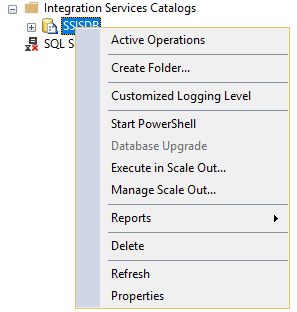 Integration Services Catalogs
SSISDB
SQL S
Active Operations
Create Folder...
Customized Logging Level
Start PowerShell
Database Upgrade
Execute in Scale Out...
Manage Scale Out...
Reports
Delete
Refresh
Properties